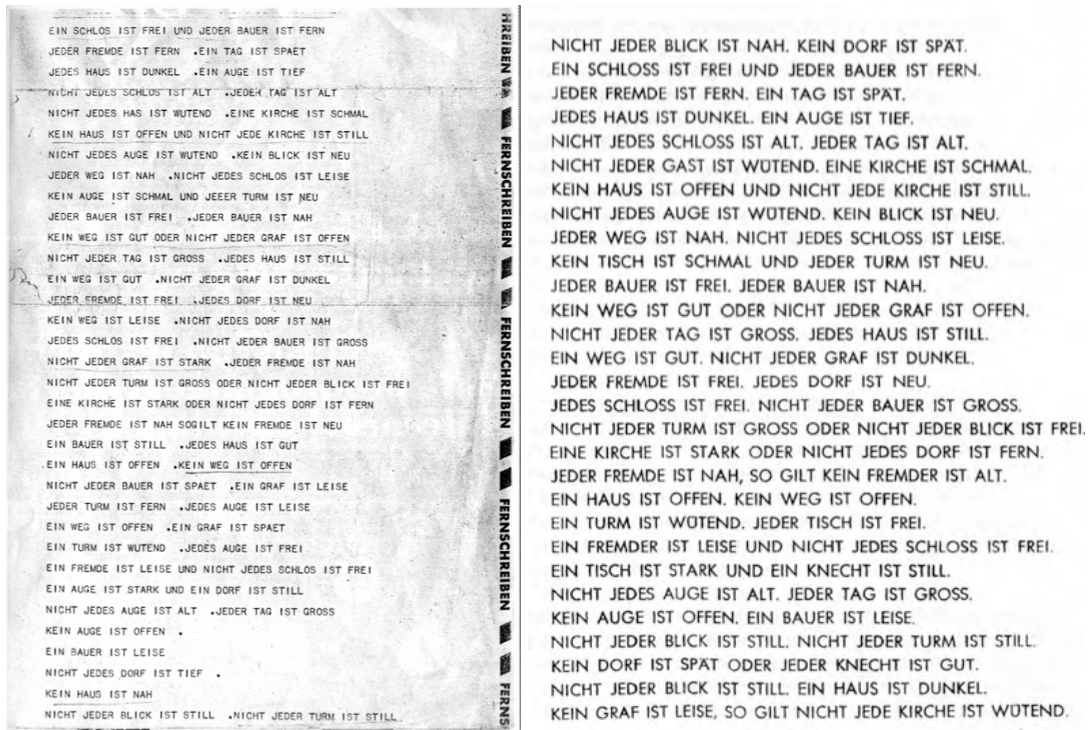 EIN SCHLOS IST FREI UND JEDER BAUER IST FERN
JEDER FREMDE IST FERN .EIN TAG IST SPAET
JEDES HAUS IST DUNKEL .EIN AUGE IST TIEF
NICHT JEDES SCHLOS IST ALT .JEDER TAG IST ALT
NICHT JEDES HAS IST WUTEND .EINE KIRCHE IST SCHMAL
KEIN HAUS IST OFFEN UND NICHT JEDE KIRCHE IST STILL
NICHT JEDES AUGE IST WUTEND .KEIN BLICK IST NEU
JEDER WEG IST NAH .NICHT JEDES SCHLOS IST LEISE
KEIN AUGE IST SCHMAL UND JEEER TURM IST NEU
JEDER BAUER IST FREI .JEDER BAUER IST NAH
KEIN WEG IST GUT ODER NICHT JEDER GRAF IST OFFEN
NICHT JEDER TAG IST GROSS .JEDES HAUS IST STILL
EIN WEG IST GUT .NICHT JEDER GRAF IST DUNKEL
JEDER FREMDE IST FREI .JEDES DORF IST NEU
KEIN WEG IST LEISE .NICHT JEDES DORF IST NAH
JEDES SCHLOS IST FREI .NICHT JEDER BAUER IST GROSS
NICHT JEDER GRAF IST STARK .JEDER FREMDE IST NAH
NICHT JEDER TURM IST GROSS ODER NICHT JEDER BLICK IST FREI
EINE KIRCHE IST STARK ODER NICHT JEDES DORF IST FERN
JEDER FREMDE IST NAH SOGILT KEIN FREMDE IST NEU
EIN BAUER IST STILL .JEDES HAUS IST GUT
EIN HAUS IST OFFEN .KEIN WEG IST OFFEN
NICHT JEDER BAUER IST SPAET .EIN GRAF IST LEISE
JEDER TURM IST FERN .JEDES AUGE IST LEISE
EIN WEG IST OFFEN .EIN GRAF IST SPAET
EIN TURM IST WUTEND .JEDES AUGE IST FREI
EIN FREMDE IST LEISE UND NICHT JEDES SCHLOS IST FREI
EIN AUGE IST STARK UND EIN DORF IST STILL
NICHT JEDES AUGE IST ALT .JEDER TAG IST GROSS
KEIN AUGE IST OFFEN .
EIN BAUER IST LEISE
NICHT JEDES DORF IST TIEF .
KEIN HAUS IST NAH
NICHT JEDER BLICK IST STILL .NICHT JEDER TURM IST STILL
HREIBEN FERNSCHREIBEN FERNSCHREIBEN FERNSCHREIBEN FERNS
NICHT JEDER BLICK IST NAH. KEIN DORF IST SPÄT.
EIN SCHLOSS IST FREI UND JEDER BAUER IST FERN.
JEDER FREMDE IST FERN. EIN TAG IST SPÄT.
JEDES HAUS IST DUNKEL. EIN AUGE IST TIEF.
NICHT JEDES SCHLOSS IST ALT. JEDER TAG IST ALT.
NICHT JEDER GAST IST WÜTEND. EINE KIRCHE IST SCHMAL.
KEIN HAUS IST OFFEN UND NICHT JEDE KIRCHE IST STILL.
NICHT JEDES AUGE IST WÜTEND. KEIN BLICK IST NEU.
JEDER WEG IST NAH. NICHT JEDES SCHLOSS IST LEISE.
KEIN TISCH IST SCHMAL UND JEDER TURM IST NEU.
JEDER BAUER IST FREI. JEDER BAUER IST NAH.
KEIN WEG IST GUT ODER NICHT JEDER GRAF IST OFFEN.
NICHT JEDER TAG IST GROSS. JEDES HAUS IST STILL.
EIN WEG IST GUT. NICHT JEDER GRAF IST DUNKEL.
JEDER FREMDE IST FREI. JEDES DORF IST NEU.
JEDES SCHLOSS IST FREI. NICHT JEDER BAUER IST GROSS.
NICHT JEDER TURM IST GROSS ODER NICHT JEDER BLICK IST FREI.
EINE KIRCHE IST STARK ODER NICHT JEDES DORF IST FERN.
JEDER FREMDE IST NAH, SO GILT KEIN FREMDER IST ALT.
EIN HAUS IST OFFEN. KEIN WEG IST OFFEN.
EIN TURM IST WÜTEND. JEDER TISCH IST FREI.
EIN FREMDER IST LEISE UND NICHT JEDES SCHLOSS IST FREI.
EIN TISCH IST STARK UND EIN KNECHT IST STILL.
NICHT JEDES AUGE IST ALT. JEDER TAG IST GROSS.
KEIN AUGE IST OFFEN. EIN BAUER IST LEISE.
NICHT JEDER BLICK IST STILL. NICHT JEDER TURM IST STILL.
KEIN DORF IST SPÄT ODER JEDER KNECHT IST GUT.
NICHT JEDER BLICK IST STILL. EIN HAUS IST DUNKEL.
KEIN GRAF IST LEISE, SO GILT NICHT JEDE KIRCHE IST WÜTEND.